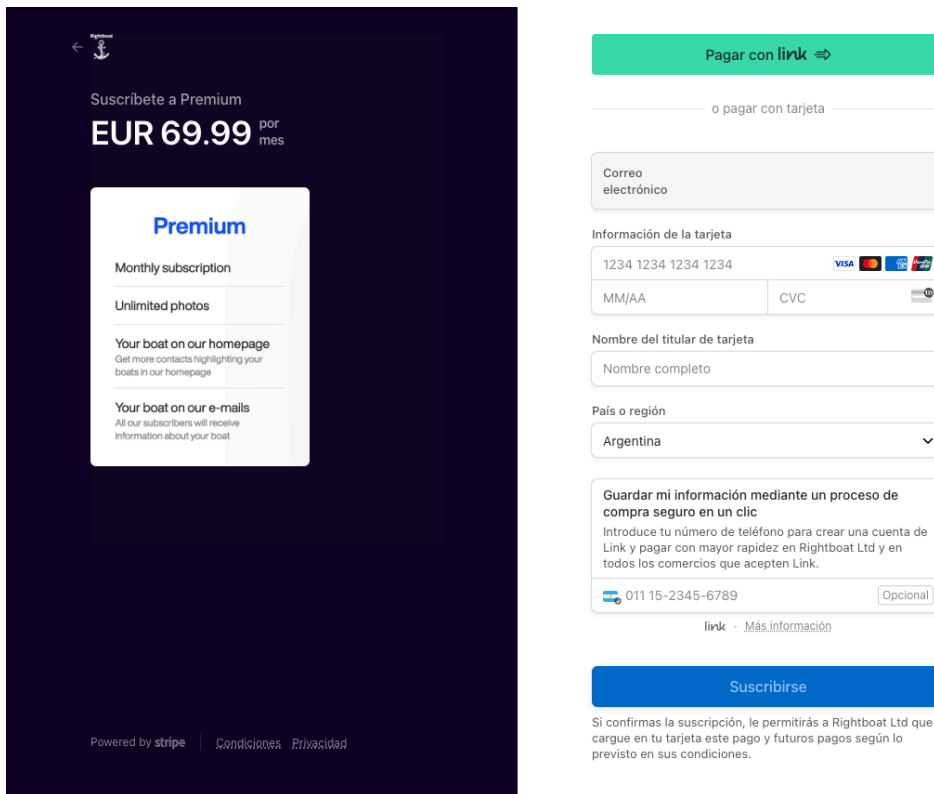 Rightboat
Suscríbete a Premium
EUR 69.99 por
mes
Premium
Monthly subscription
Unlimited photos
Your boat on our homepage
Get more contacts highlighting your
boats in our homepage
Your boat on our e-mails
All our subscribers will receive
information about your boat
Powered by stripe
Condiciones Privacidad
Pagar con link
o pagar con tarjeta
Correo
electrónico
Información de la tarjeta
1234 1234 1234 1234 VISA
MM/AA CVC 135
Nombre del titular de tarjeta
Nombre completo
País o región
Argentina
Guardar mi información mediante un proceso de
compra seguro en un clic
Introduce tu número de teléfono para crear una cuenta de
Link y pagar con mayor rapidez en Rightboat Ltd y en
todos los comercios que acepten Link.
011 15-2345-6789 Opcional
link · Más información
Suscribirse
Si confirmas la suscripción, le permitirás a Rightboat Ltd que
cargue en tu tarjeta este pago y futuros pagos según lo
previsto en sus condiciones.